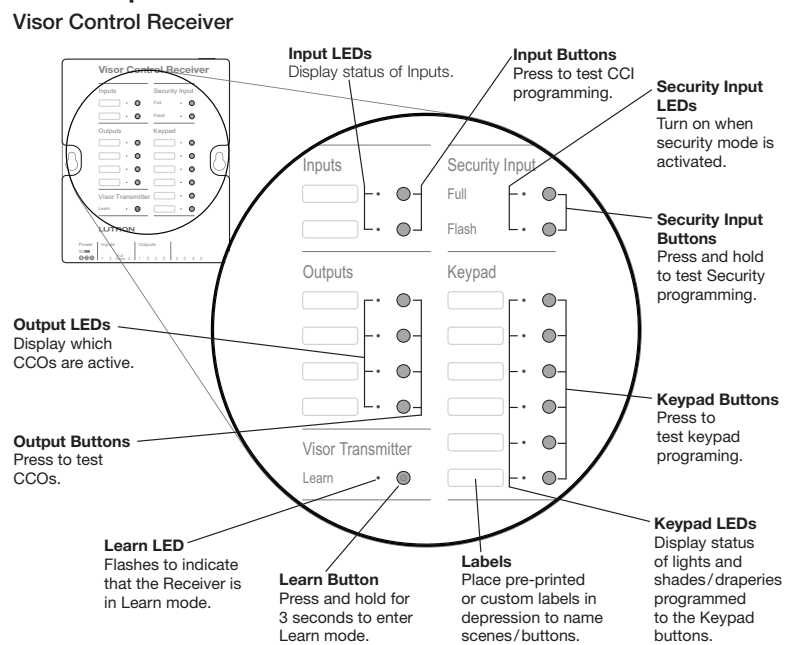 Visor Control Receiver
Input LEDs
Display status of Inputs.
Input Buttons
Press to test CCI
programming.
Security Input
LEDs
Turn on when
security mode is
activated.
Security Input
Buttons
Press and hold
to test Security
programming.
Keypad Buttons
Press to
test keypad
programing.
Keypad LEDs
Display status
of lights and
shades/draperies
programmed
to the Keypad
buttons.
Labels
Place pre-printed
or custom labels in
depression to name
scenes/buttons.
Learn Button
Press and hold for
3 seconds to enter
Learn mode.
Learn LED
Flashes to indicate
that the Receiver is
in Learn mode.
Output Buttons
Press to test
CCOs.
Output LEDs
Display which
CCOs are active.
Inputs
Security Input
Full
Flash
Outputs
Keypad
Visor Transmitter
Learn
Visor Control Receiver
Inputs
Security Input
Full
Flash
Outputs
Keypad
Visor Transmitter
Learn
LUTRON
Power
Inputs
Outputs